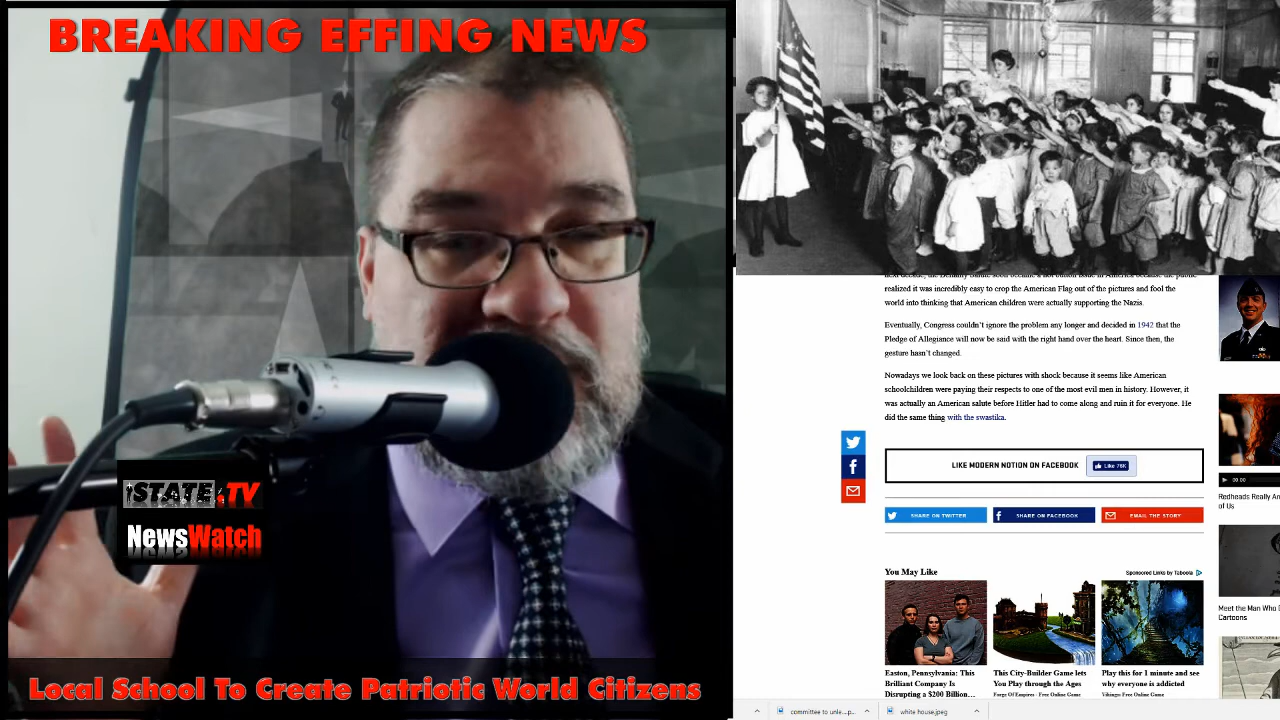 BREAKING EFFING NEWS
iSTATE.TV
NewsWatch
Local School To Create Patriotic World Citizens
realized it was incredibly easy to crop the American Flag out of the pictures and fool the
world into thinking that American children were actually supporting the Nazis.
Eventually, Congress couldn't ignore the problem any longer and decided in 1942 that the
Pledge of Allegiance will now be said with the right hand over the heart. Since then, the
gesture hasn't changed.
Nowadays we look back on these pictures with shock because it seems like American
schoolchildren were paying their respects to one of the most evil men in history. However, it
was actually an American salute before Hitler had to come along and ruin it for everyone. He
did the same thing with the swastika.
LIKE MODERN NOTION ON FACEBOOK
Like 76K
SHARE ON TWITTER
SHARE ON FACEBOOK
EMAIL THE STORY
You May Like
Sponsored Links by Taboola
Easton, Pennsylvania: This
Brilliant Company Is
Disrupting a $200 Billion...
This City-Builder Game lets
You Play through the Ages
Forge Of Empires - Free Online Game
Play this for 1 minute and see
why everyone is addicted
Vikings: Free Online Game
00:00
Redheads Really
of Us
Meet the Man Who
Cartoons
committee to unle....p...
white house.jpeg